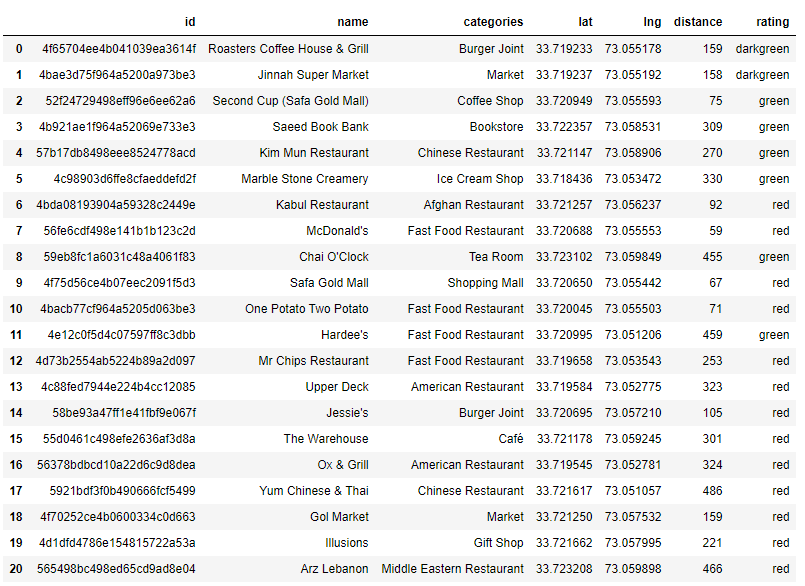 id name categories lat lng distance rating
0 4f65704ee4b041039ea3614f Roasters Coffee House & Grill Burger Joint 33.719233 73.055178 159 darkgreen
1 4bae3d75f964a5200a973be3 Jinnah Super Market Market 33.719237 73.055192 158 darkgreen
2 52f24729498eff96e6ee62a6 Second Cup (Safa Gold Mall) Coffee Shop 33.720949 73.055593 75 green
3 4b921ae1f964a52069e733e3 Saeed Book Bank Bookstore 33.722357 73.058531 309 green
4 57b17db8498eee8524778acd Kim Mun Restaurant Chinese Restaurant 33.721147 73.058906 270 green
5 4c98903d6ffe8cfaeddefd2f Marble Stone Creamery Ice Cream Shop 33.718436 73.053472 330 green
6 4bda08193904a59328c2449e Kabul Restaurant Afghan Restaurant 33.721257 73.056237 92 red
7 56fe6cdf498e141b1b123c2d McDonald's Fast Food Restaurant 33.720688 73.055553 59 red
8 59eb8fc1a6031c48a4061f83 Chai O'Clock Tea Room 33.723102 73.059849 455 green
9 4f75d56ce4b07eec2091f5d3 Safa Gold Mall Shopping Mall 33.720650 73.055442 67 red
10 4bacb77cf964a5205d063be3 One Potato Two Potato Fast Food Restaurant 33.720045 73.055503 71 red
11 4e12c0f5d4c07597ff8c3dbb Hardee's Fast Food Restaurant 33.720995 73.051206 459 green
12 4d73b2554ab5224b89a2d097 Mr Chips Restaurant Fast Food Restaurant 33.719658 73.053543 253 red
13 4c88fed7944e224b4cc12085 Upper Deck American Restaurant 33.719584 73.052775 323 red
14 58be93a47ff1e41fbf9e067f Jessie's Burger Joint 33.720695 73.057210 105 red
15 55d0461c498efe2636af3d8a The Warehouse Café 33.721178 73.059245 301 red
16 56378bdbcd10a22d6c9d8dea Ox & Grill American Restaurant 33.719545 73.052781 324 red
17 5921bdf3f0b490666fcf5499 Yum Chinese & Thai Chinese Restaurant 33.721617 73.051057 486 red
18 4f70252ce4b0600334c0d663 Gol Market Market 33.721250 73.057532 159 red
19 4d1dfd4786e154815722a53a Illusions Gift Shop 33.721662 73.057995 221 red
20 565498bc498ed65cd9ad8e04 Arz Lebanon Middle Eastern Restaurant 33.723208 73.059898 466 red